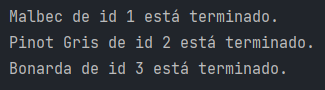 Malbec de id 1 está terminado.
Pinot Gris de id 2 está terminado.
Bonarda de id 3 está terminado.